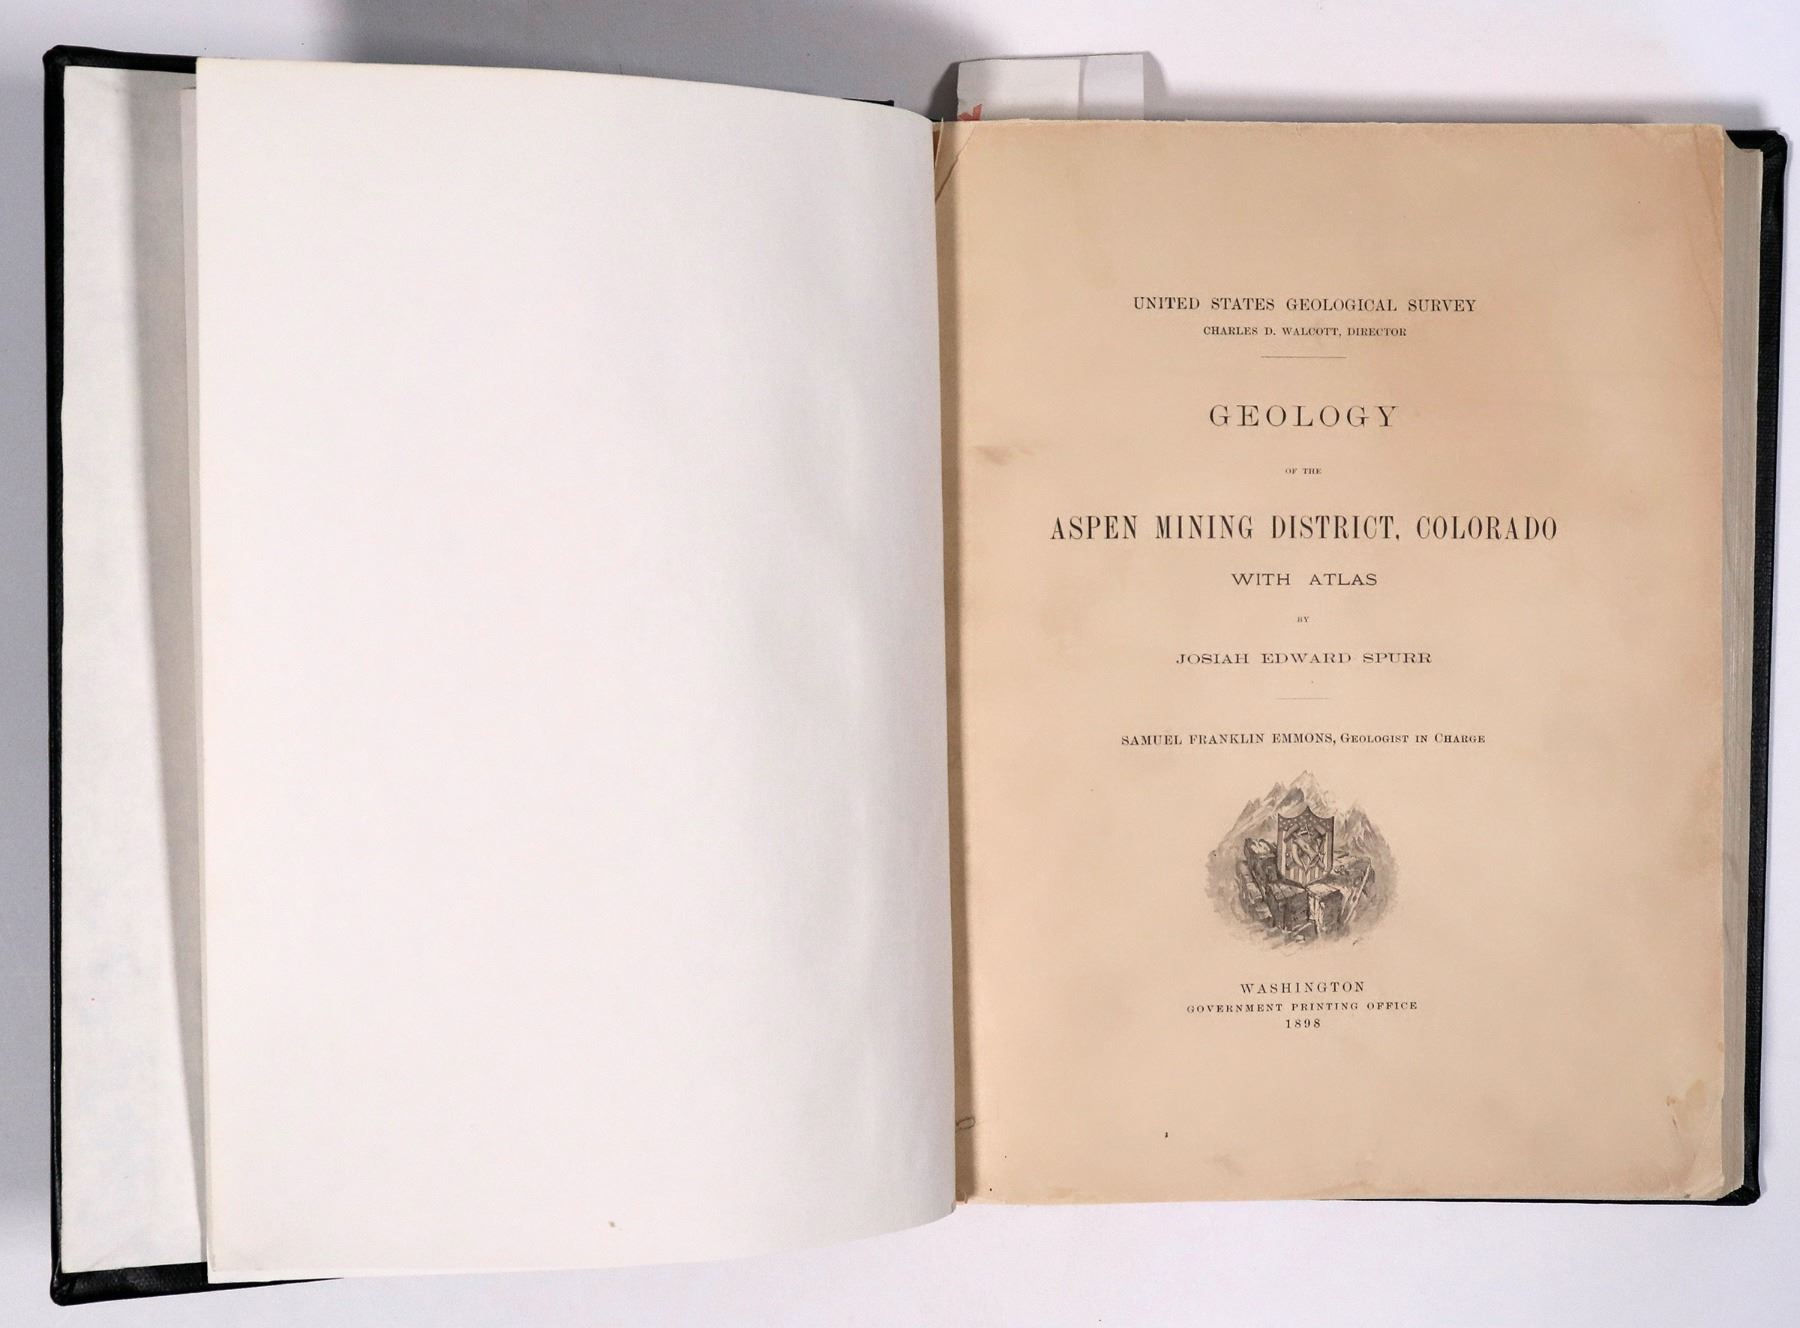 UNITED STATES GEOLOGICAL SURVEY
CHARLES D. WALCOTT, DIRECTOR
GEOLOGY
OF THE
ASPEN MINING DISTRICT, COLORADO
WITH ATLAS
BY
JOSIAH EDWARD SPURR
SAMUEL FRANKLIN EMMONS, GEOLOGIST IN CHARGE
WASHINGTON
GOVERNMENT PRINTING OFFICE
1898